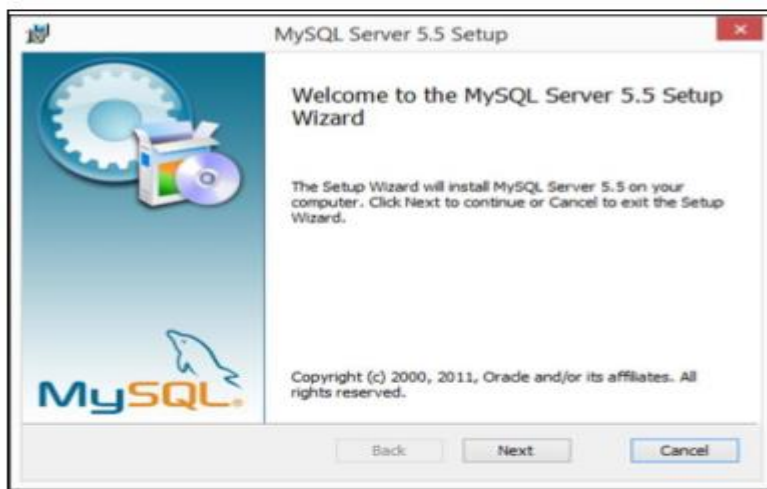 MySQL Server 5.5 Setup
Welcome to the MySQL Server 5.5 Setup
Wizard
The Setup Wizard will install MySQL Server 5.5 on your
computer. Click Next to continue or Cancel to exit the Setup
Wizard.
MySQL.
Copyright (c) 2000, 2011, Oracle and/or its affiliates. All
rights reserved.
Back Next Cancel